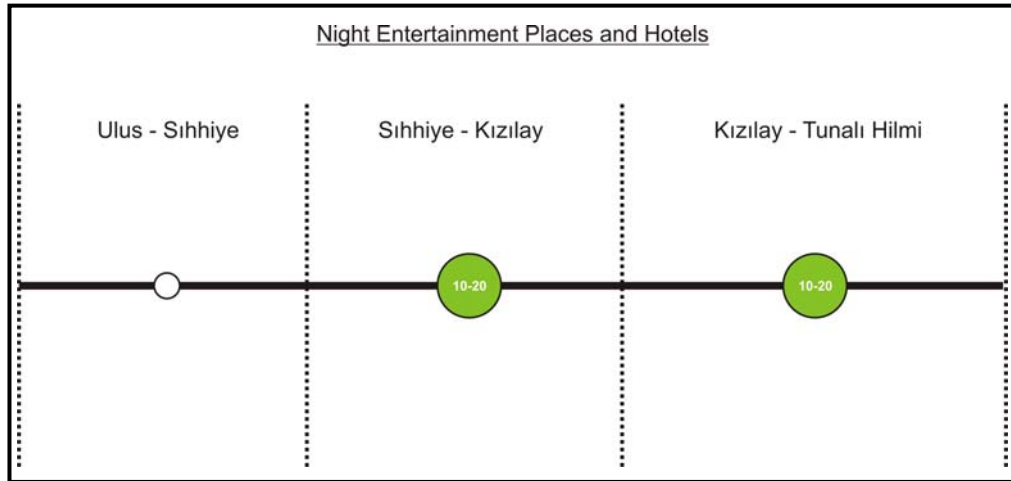 Night Entertainment Places and Hotels
Ulus - Sıhhiye
Sıhhiye - Kızılay
Kızılay - Tunalı Hilmi
10-20
10-20